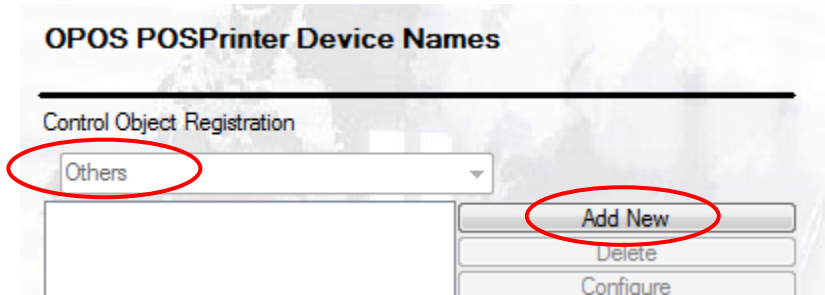 OPOS POSPrinter Device Names
Control Object Registration
Others
Add New
Delete
Configure